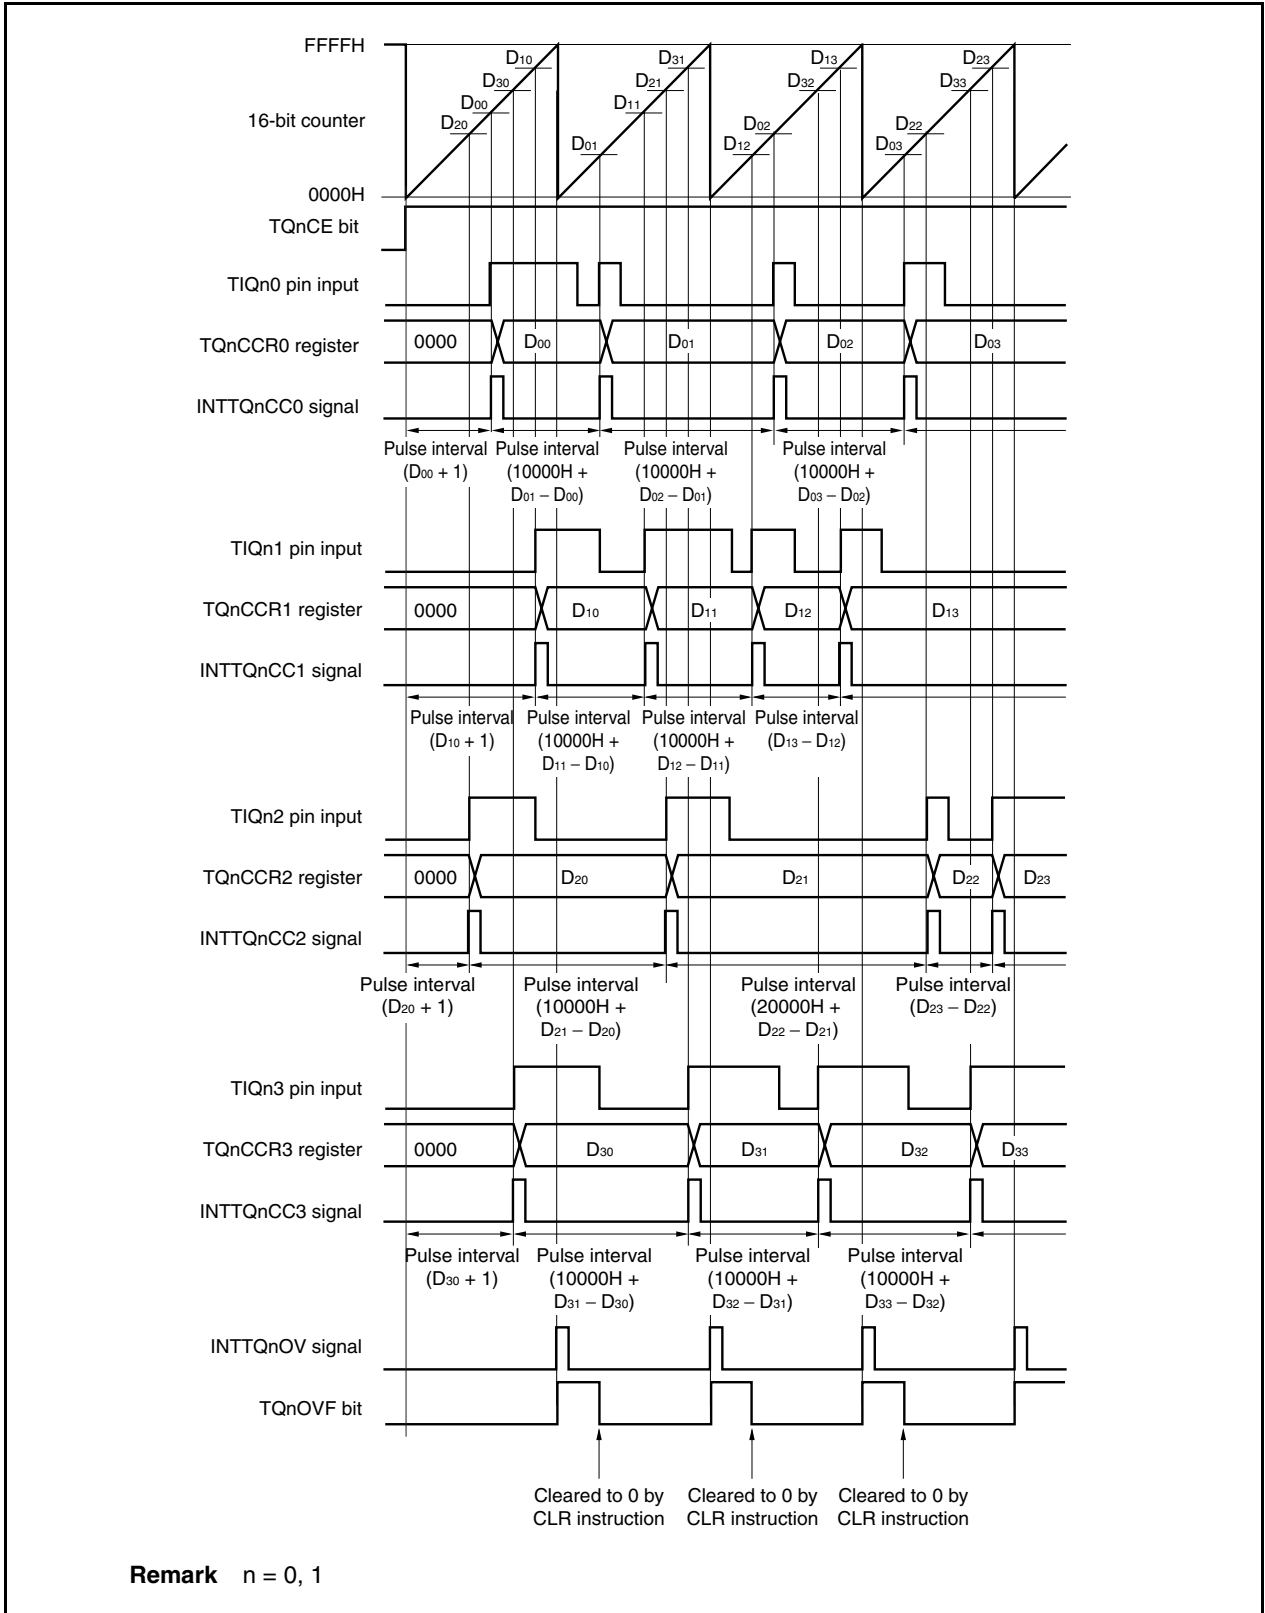 FFFFH
D10
D31
D13
D23
D30
D21
D32
D33
D00
D11
16-bit counter
D20
D02
D22
D01
D12
D03
0000H
TQnCE bit
TIQn0 pin input
TQnCCR0 register
0000 D00 D01 D02 D03
INTTQnCC0 signal
Pulse interval Pulse interval Pulse interval Pulse interval
(D00 + 1) (10000H + (10000H + (10000H +
D01 – D00) D02 – D01) D03 – D02)
TIQn1 pin input
TQnCCR1 register 0000 D10 D11 D12 D13
INTTQnCC1 signal
Pulse interval Pulse interval Pulse interval Pulse interval
(D10 + 1) (10000H + (10000H + (D13 – D12)
D11 – D10) D12 – D11)
TIQn2 pin input
TQnCCR2 register 0000 D20 D21 D22 D23
INTTQnCC2 signal
Pulse interval Pulse interval Pulse interval Pulse interval
(D20 + 1) (10000H + (20000H + (D23 – D22)
D21 – D20) D22 – D21)
TIQn3 pin input
TQnCCR3 register 0000 D30 D31 D32 D33
INTTQnCC3 signal
Pulse interval Pulse interval Pulse interval Pulse interval
(D30 + 1) (10000H + (10000H + (10000H +
D31 – D30) D32 – D31) D33 – D32)
INTTQnOV signal
TQnOVF bit
Cleared to 0 by Cleared to 0 by Cleared to 0 by
CLR instruction CLR instruction CLR instruction
Remark n = 0, 1